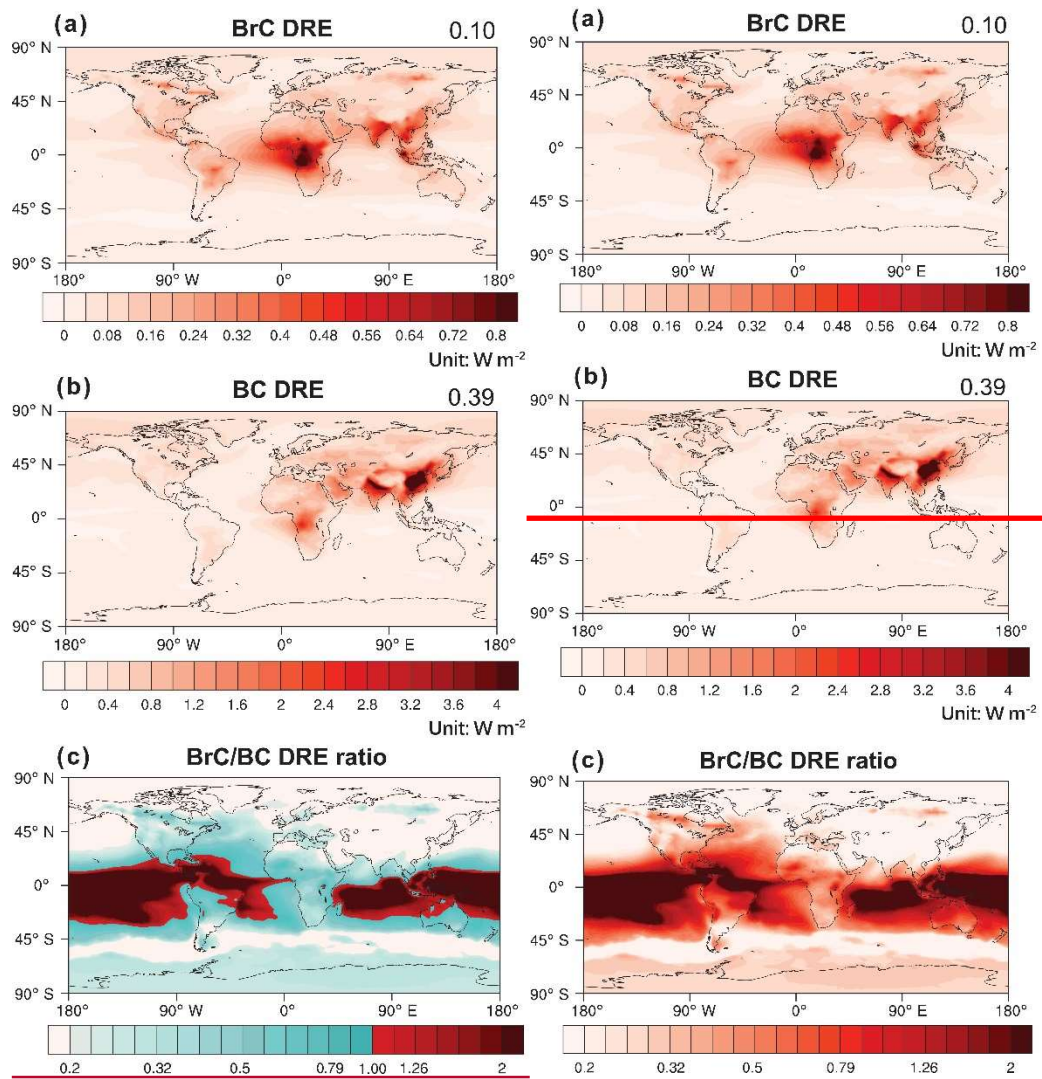 (a) BrC DRE 0.10
90° N
45° N
0°
45° S
90° S
180° 90° W 0° 90° E 180°
0 0.08 0.16 0.24 0.32 0.4 0.48 0.56 0.64 0.72 0.8
Unit: W m-2
(b) BC DRE 0.39
90° N
45° N
0°
45° S
90° S
180° 90° W 0° 90° E 180°
0 0.4 0.8 1.2 1.6 2 2.4 2.8 3.2 3.6 4
Unit: W m-2
(c) BrC/BC DRE ratio
90° N
45° N
0°
45° S
90° S
180° 90° W 0° 90° E 180°
0.2 0.32 0.5 0.79 1.00 1.26 2
(a) BrC DRE 0.10
90° N
45° N
0°
45° S
90° S
180° 90° W 0° 90° E 180°
0 0.08 0.16 0.24 0.32 0.4 0.48 0.56 0.64 0.72 0.8
Unit: W m-2
(b) BC DRE 0.39
90° N
45° N
0°
45° S
90° S
180° 90° W 0° 90° E 180°
0 0.4 0.8 1.2 1.6 2 2.4 2.8 3.2 3.6 4
Unit: W m-2
(c) BrC/BC DRE ratio
90° N
45° N
0°
45° S
90° S
180° 90° W 0° 90° E 180°
0.2 0.32 0.5 0.79 1.26 2